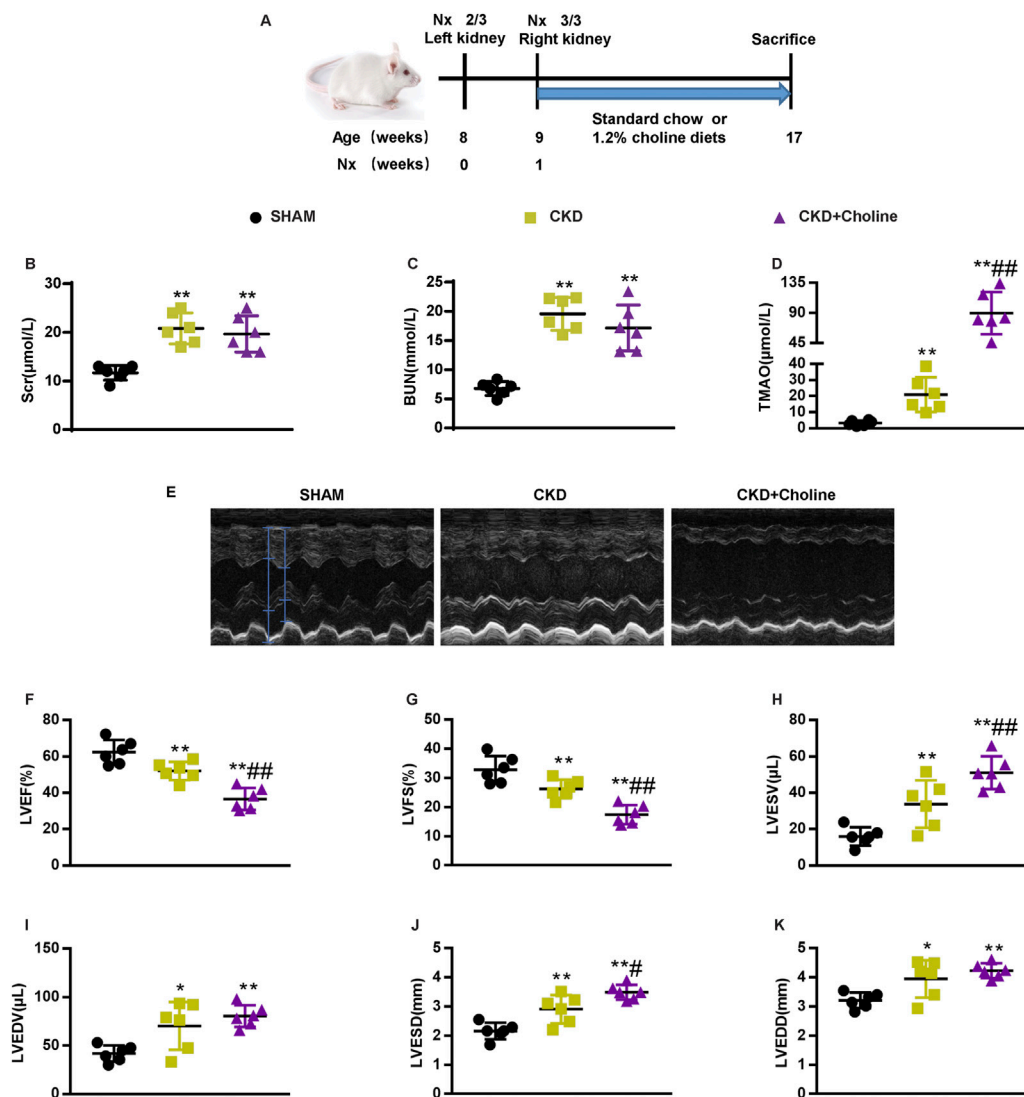 A
Nx 2/3
Left kidney
Nx 3/3
Right kidney
Sacrifice
Standard chow or
1.2% choline diets
Age (weeks) 8 9 17
Nx (weeks) 0 1
SHAM CKD CKD+Choline
B
Scr(μmol/L)
30
20
10
0
**
**
C
BUN(mmol/L)
25
20
15
10
5
0
**
**
D
TMAO(μmol/L)
135
90
45
40
30
20
10
0
**
**##
E
SHAM CKD CKD+Choline
F
LVEF(%)
80
60
40
20
0
**
**##
G
LVFS(%)
50
40
30
20
10
0
**
**##
H
LVESV(μL)
80
60
40
20
0
**
**##
I
LVEDV(μL)
150
100
50
0
*
**
J
LVESD(mm)
5
4
3
2
1
0
**
**#
K
LVEDD(mm)
5
4
3
2
1
0
*
**